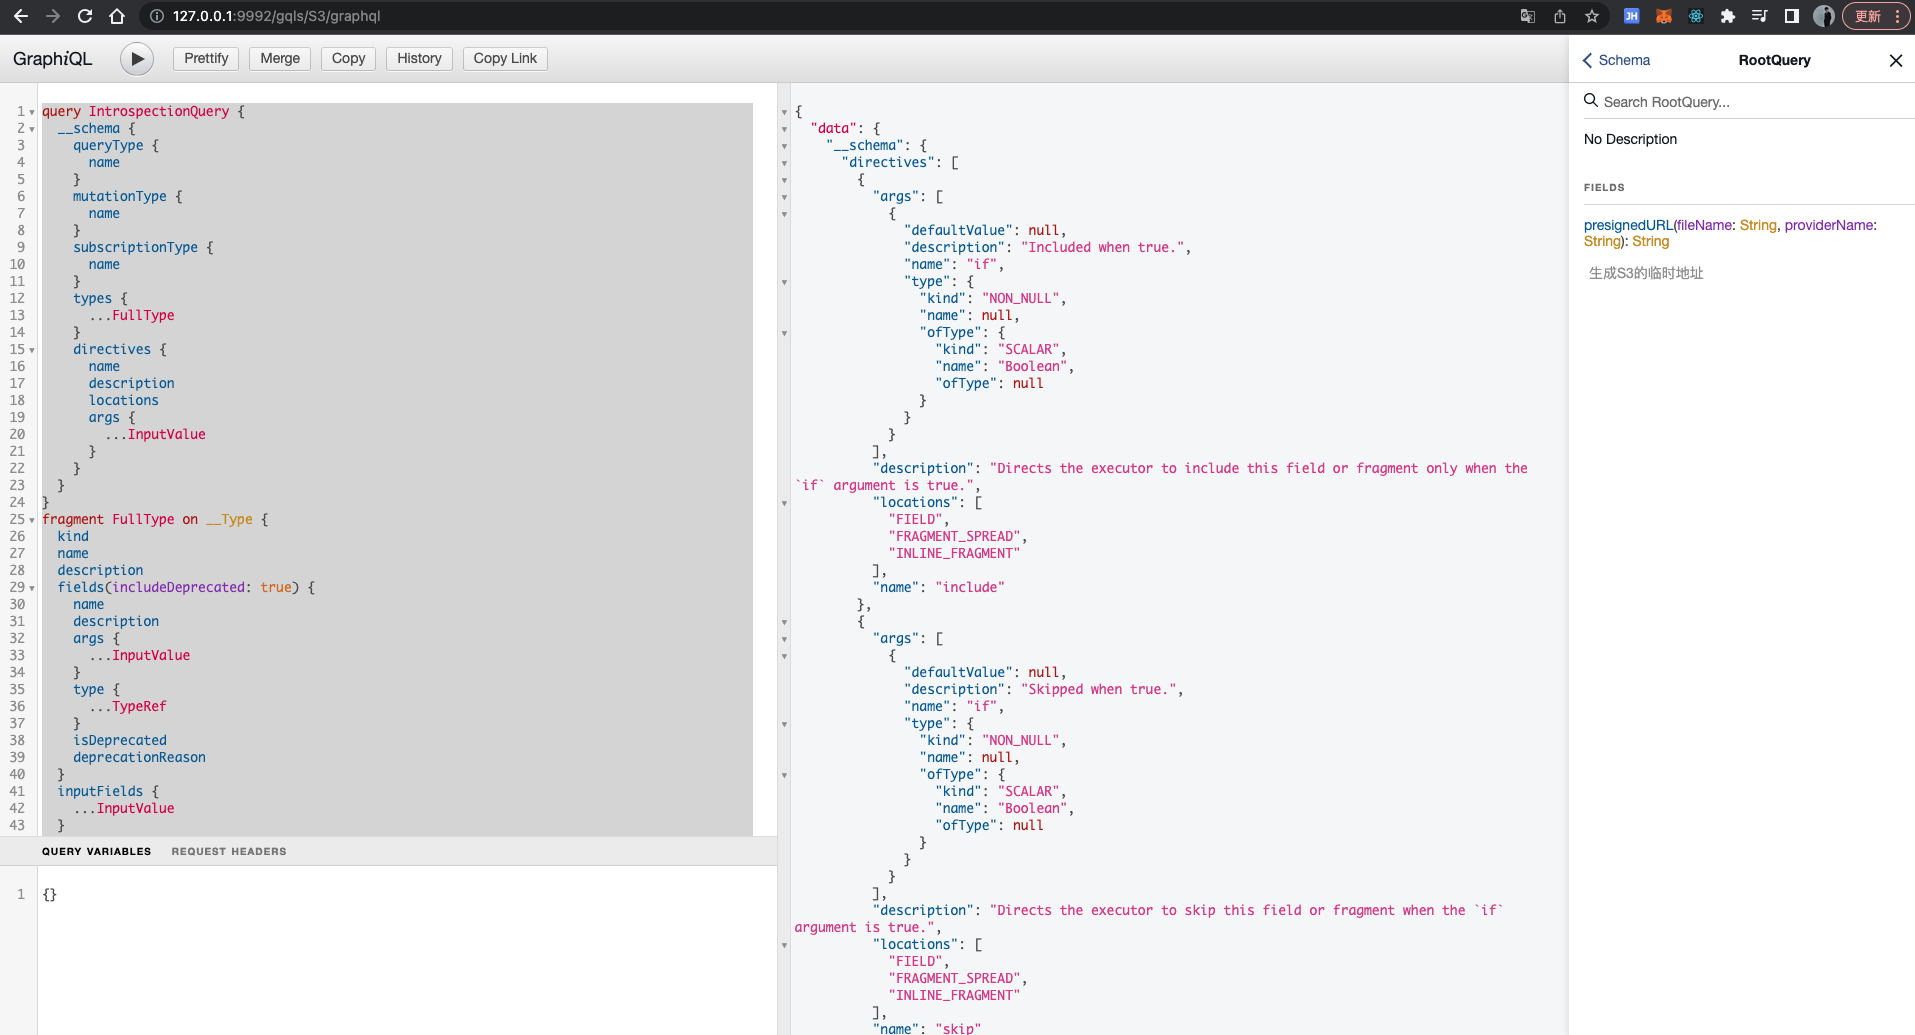 127.0.0.1:9992/gqls/S3/graphql
更新
GraphiQL
Prettify
Merge
Copy
History
Copy Link
1 query IntrospectionQuery {
2 __schema {
3 queryType {
4 name
5 }
6 mutationType {
7 name
8 }
9 subscriptionType {
10 name
11 }
12 types {
13 ...FullType
14 }
15 directives {
16 name
17 description
18 locations
19 args {
20 ...InputValue
21 }
22 }
23 }
24 }
25 fragment FullType on __Type {
26 kind
27 name
28 description
29 fields(includeDeprecated: true) {
30 name
31 description
32 args {
33 ...InputValue
34 }
35 type {
36 ...TypeRef
37 }
38 isDeprecated
39 deprecationReason
40 }
41 inputFields {
42 ...InputValue
43 }
QUERY VARIABLES
REQUEST HEADERS
1 {}
{
"data": {
"__schema": {
"directives": [
{
"args": [
{
"defaultValue": null,
"description": "Included when true.",
"name": "if",
"type": {
"kind": "NON_NULL",
"name": null,
"ofType": {
"kind": "SCALAR",
"name": "Boolean",
"ofType": null
}
}
}
],
"description": "Directs the executor to include this field or fragment only when the
`if` argument is true.",
"locations": [
"FIELD",
"FRAGMENT_SPREAD",
"INLINE_FRAGMENT"
],
"name": "include"
},
{
"args": [
{
"defaultValue": null,
"description": "Skipped when true.",
"name": "if",
"type": {
"kind": "NON_NULL",
"name": null,
"ofType": {
"kind": "SCALAR",
"name": "Boolean",
"ofType": null
}
}
}
],
"description": "Directs the executor to skip this field or fragment when the `if`
argument is true.",
"locations": [
"FIELD",
"FRAGMENT_SPREAD",
"INLINE_FRAGMENT"
],
"name": "skip"
Schema
RootQuery
Search RootQuery...
No Description
FIELDS
presignedURL(fileName: String, providerName:
String): String
生成S3的临时地址
JH